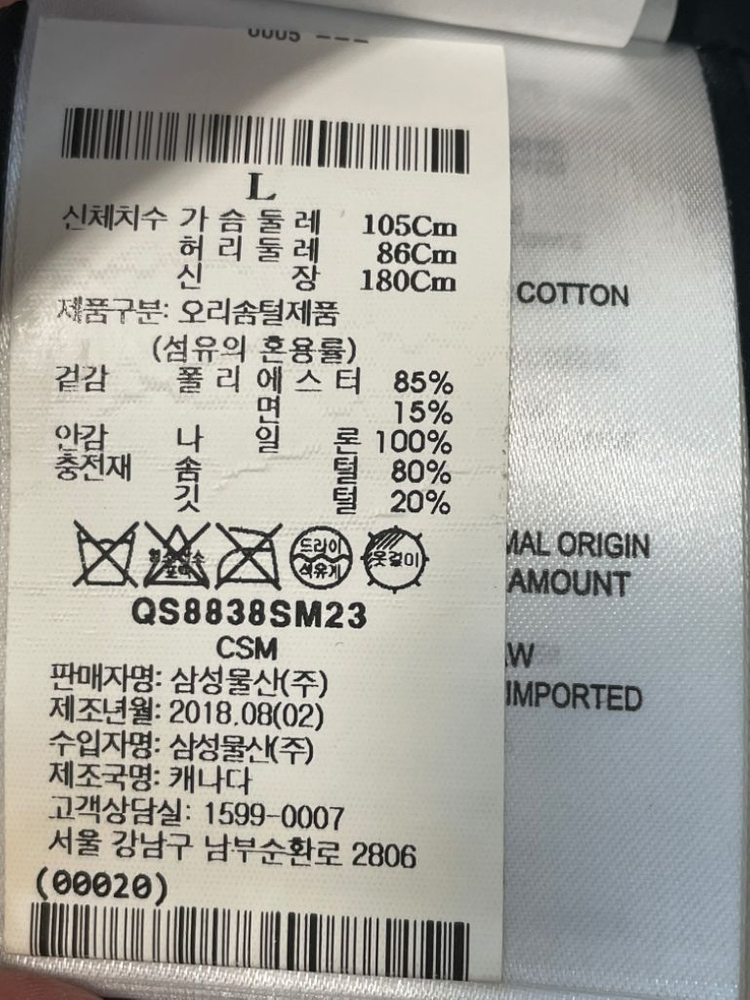 L
신체치수 가슴둘레 105Cm
허리둘레 86Cm
신장 180Cm
제품구분: 오리솜털제품
(섬유의 혼용률)
겉감 폴리에스터 85%
면 15%
안감 나일론 100%
충전재 솜털 80%
깃털 20%
드라이
석유계
옷걸이
QS8838SM23
CSM
판매자명: 삼성물산(주)
제조년월: 2018.08(02)
수입자명: 삼성물산(주)
제조국명: 캐나다
고객상담실: 1599-0007
서울 강남구 남부순환로 2806
(00020)
COTTON
MAL ORIGIN
AMOUNT
W
IMPORTED